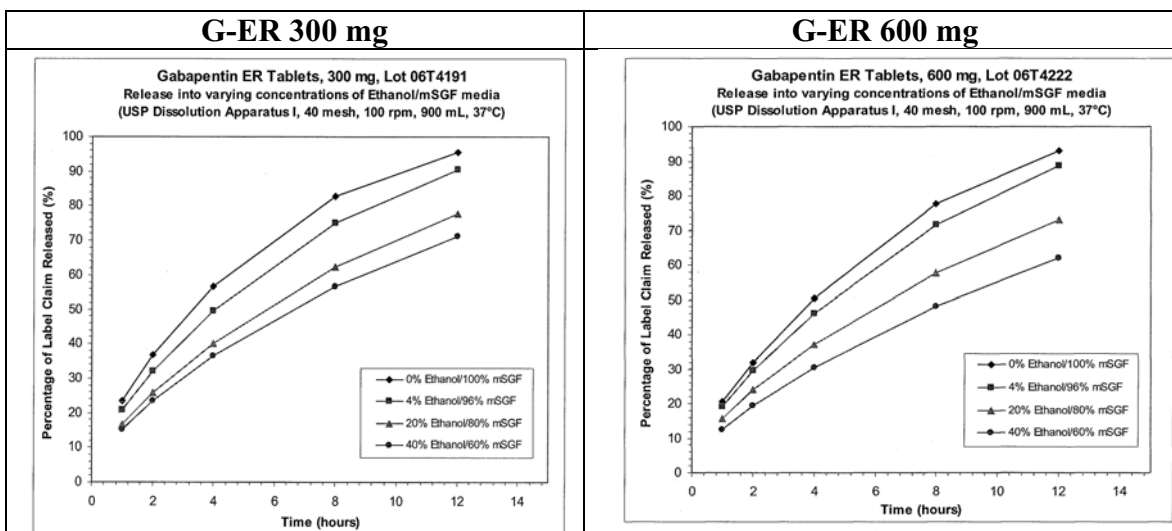 G-ER 300 mg
Gabapentin ER Tablets, 300 mg, Lot 06T4191
Release into varying concentrations of Ethanol/mSGF media
(USP Dissolution Apparatus I, 40 mesh, 100 rpm, 900 mL, 37°C)
Percentage of Label Claim Released (%)
100
90
80
70
60
50
40
30
20
10
0
0% Ethanol/100% mSGF
4% Ethanol/96% mSGF
20% Ethanol/80% mSGF
40% Ethanol/60% mSGF
0 2 4 6 8 10 12 14
Time (hours)
G-ER 600 mg
Gabapentin ER Tablets, 600 mg, Lot 06T4222
Release into varying concentrations of Ethanol/mSGF media
(USP Dissolution Apparatus I, 40 mesh, 100 rpm, 900 mL, 37°C)
Percentage of Label Claim Released (%)
100
90
80
70
60
50
40
30
20
10
0
0% Ethanol/100% mSGF
4% Ethanol/96% mSGF
20% Ethanol/80% mSGF
40% Ethanol/60% mSGF
0 2 4 6 8 10 12 14
Time (hours)